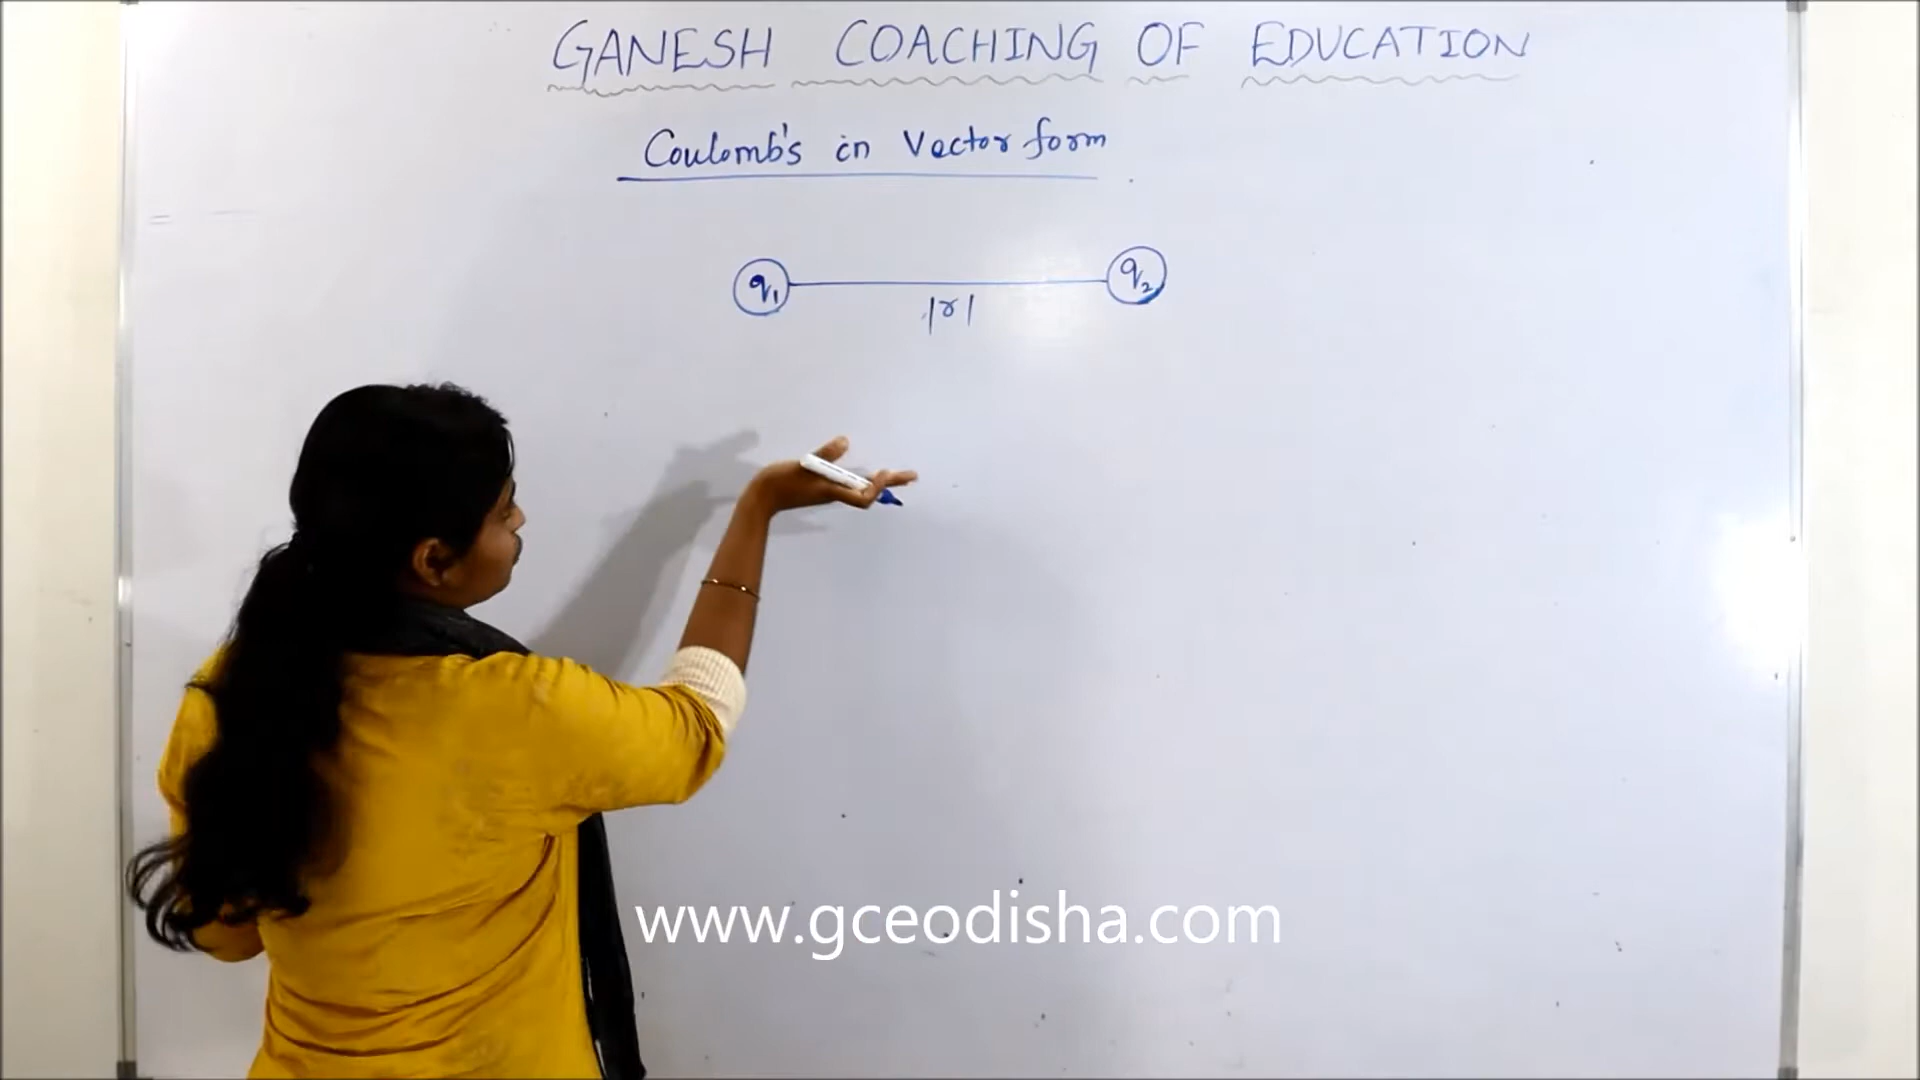 GANESH COACHING OF EDUCATION
Coulomb's in Vector form
q₁ q₂
|r|
www.gceodisha.com